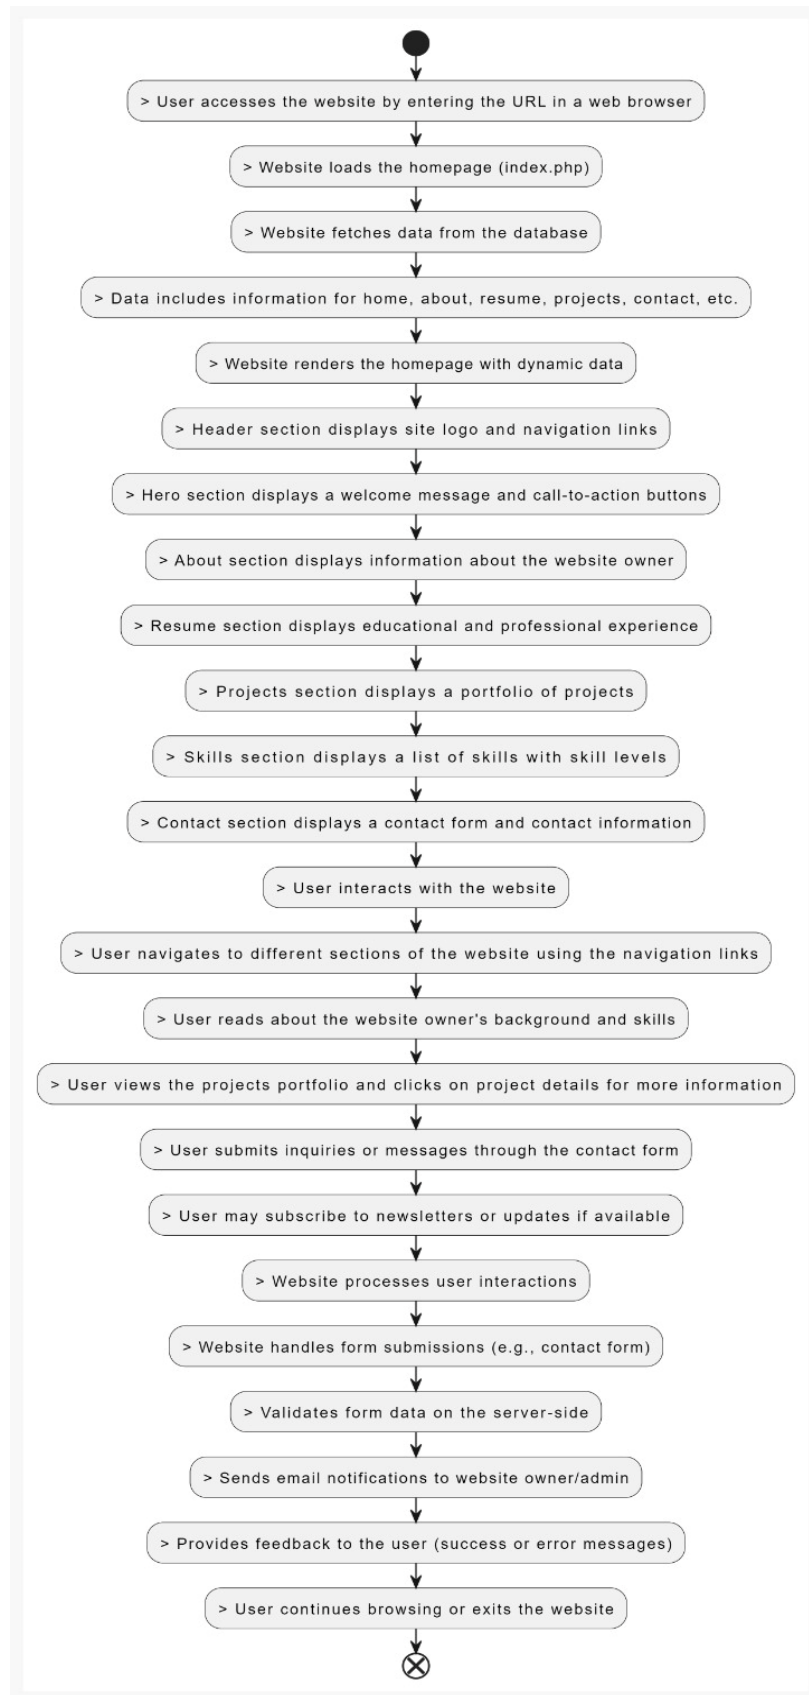 > User accesses the website by entering the URL in a web browser
> Website loads the homepage (index.php)
> Website fetches data from the database
> Data includes information for home, about, resume, projects, contact, etc.
> Website renders the homepage with dynamic data
> Header section displays site logo and navigation links
> Hero section displays a welcome message and call-to-action buttons
> About section displays information about the website owner
> Resume section displays educational and professional experience
> Projects section displays a portfolio of projects
> Skills section displays a list of skills with skill levels
> Contact section displays a contact form and contact information
> User interacts with the website
> User navigates to different sections of the website using the navigation links
> User reads about the website owner's background and skills
> User views the projects portfolio and clicks on project details for more information
> User submits inquiries or messages through the contact form
> User may subscribe to newsletters or updates if available
> Website processes user interactions
> Website handles form submissions (e.g., contact form)
> Validates form data on the server-side
> Sends email notifications to website owner/admin
> Provides feedback to the user (success or error messages)
> User continues browsing or exits the website